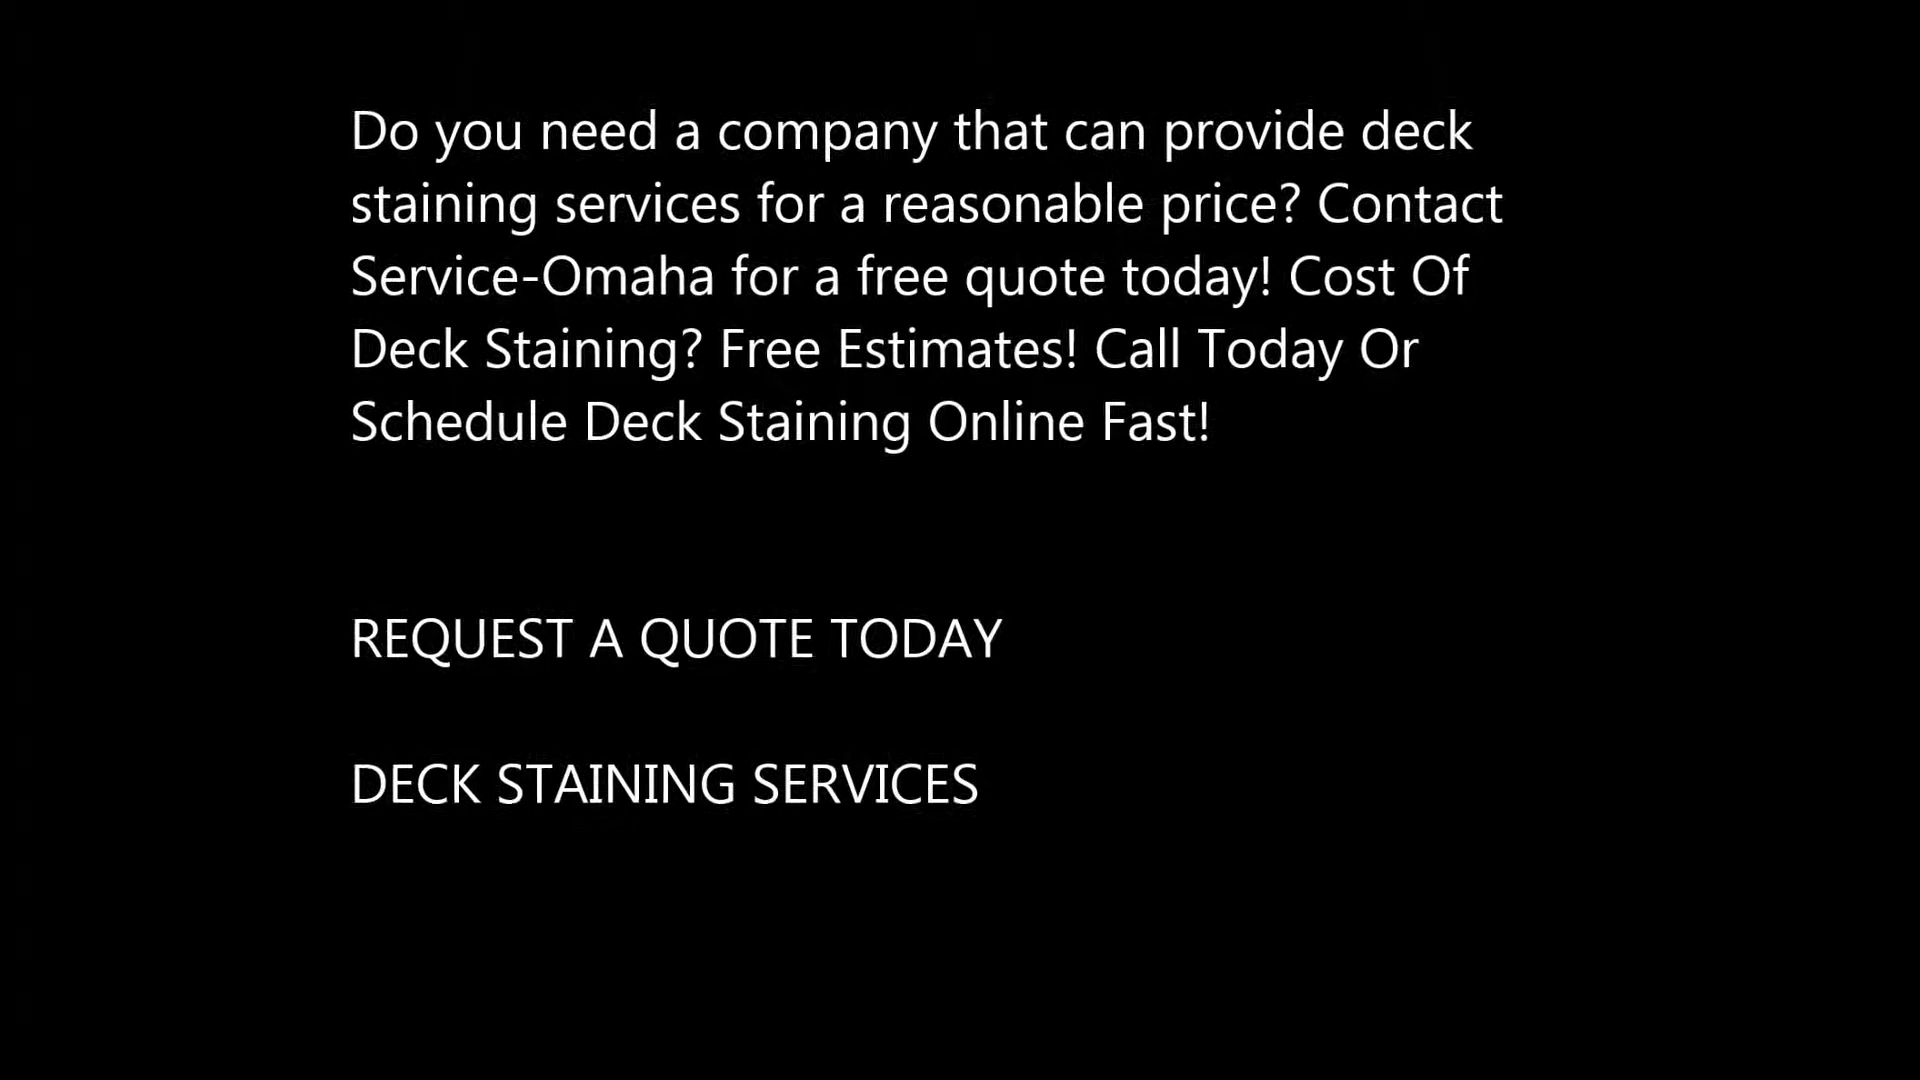 Do you need a company that can provide deck
staining services for a reasonable price? Contact
Service-Omaha for a free quote today! Cost Of
Deck Staining? Free Estimates! Call Today Or
Schedule Deck Staining Online Fast!
REQUEST A QUOTE TODAY
DECK STAINING SERVICES